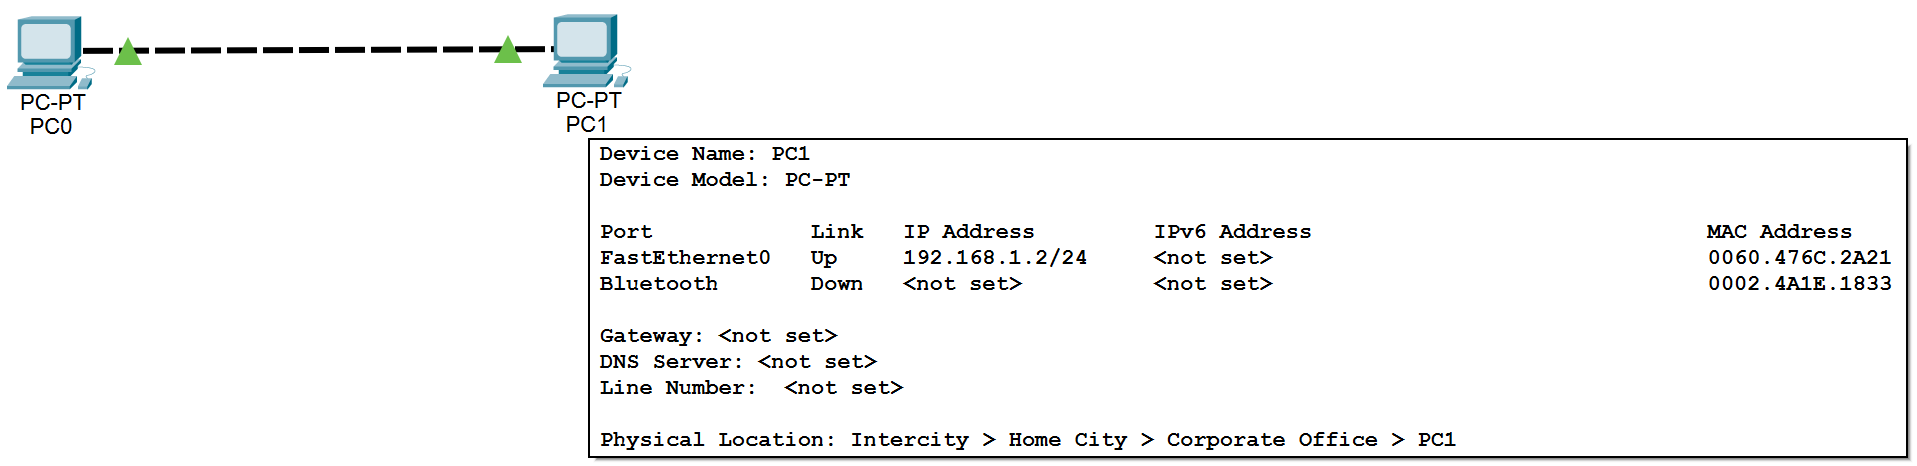 PC-PT
PC0
PC-PT
PC1
Device Name: PC1
Device Model: PC-PT
Port Link IP Address IPv6 Address MAC Address
FastEthernet0 Up 192.168.1.2/24 <not set> 0060.476C.2A21
Bluetooth Down <not set> <not set> 0002.4A1E.1833
Gateway: <not set>
DNS Server: <not set>
Line Number: <not set>
Physical Location: Intercity > Home City > Corporate Office > PC1